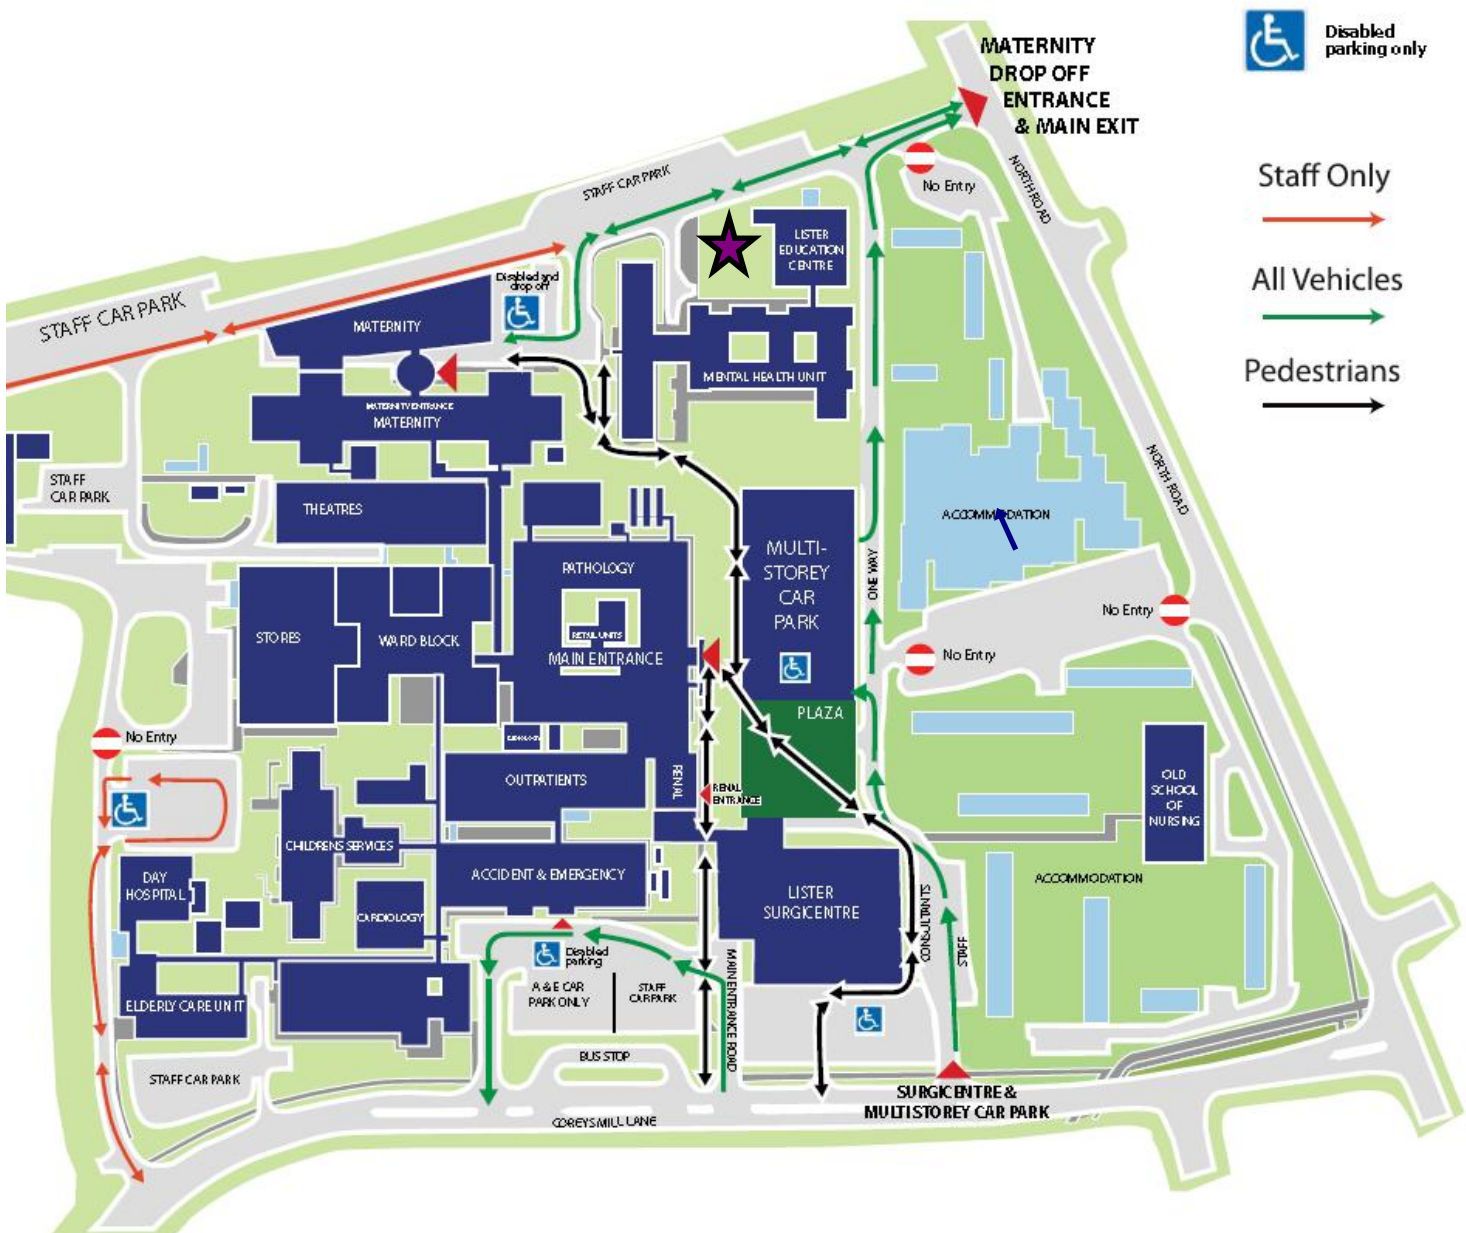 Disabled
parking only
MATERNITY
DROP OFF
ENTRANCE
& MAIN EXIT
Staff Only
All Vehicles
Pedestrians
STAFF CAR PARK
No Entry
NORTH ROAD
LISTER
EDUCATION
CENTRE
Disabled and
drop off
STAFF CAR PARK
MATERNITY
MENTAL HEALTH UNIT
MATERNITY ENTRANCE
MATERNITY
NORTH ROAD
STAFF
CAR PARK
THEATRES
ACCOMMODATION
MULTI-
STOREY
CAR
PARK
PATHOLOGY
ONE WAY
STORES
WARD BLOCK
RETAIL UNITS
MAIN ENTRANCE
No Entry
No Entry
PLAZA
No Entry
OUTPATIENTS
RENAL
RENAL
ENTRANCE
OLD
SCHOOL
OF
NURSING
CHILDRENS SERVICES
DAY
HOSPITAL
ACCIDENT & EMERGENCY
CARDIOLOGY
LISTER
SURGICENTRE
ACCOMMODATION
CONSULTANTS
STAFF
Disabled
parking
A & E CAR
PARK ONLY
STAFF
CAR PARK
MAIN ENTRANCE ROAD
ELDERLY CARE UNIT
BUS STOP
STAFF CAR PARK
SURGICENTRE &
MULTISTOREY CAR PARK
COREYS MILL LANE